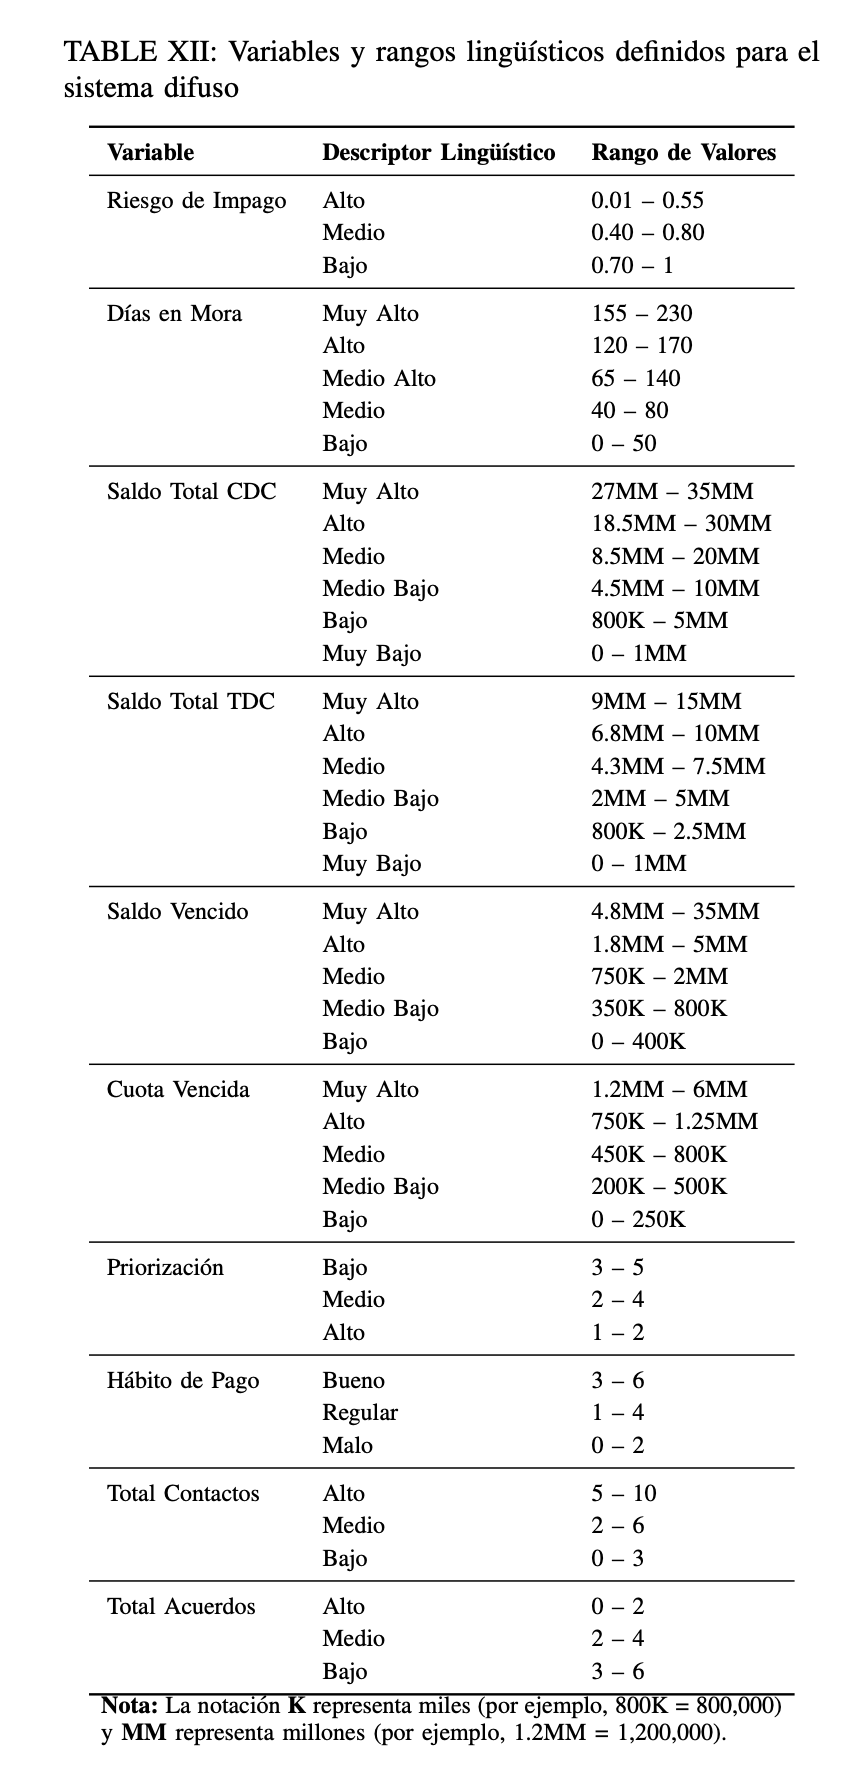 TABLE XII: Variables y rangos lingüísticos definidos para el
sistema difuso
Variable Descriptor Lingüístico Rango de Valores
Riesgo de Impago Alto 0.01 – 0.55
Medio 0.40 – 0.80
Bajo 0.70 – 1
Días en Mora Muy Alto 155 – 230
Alto 120 – 170
Medio Alto 65 – 140
Medio 40 – 80
Bajo 0 – 50
Saldo Total CDC Muy Alto 27MM – 35MM
Alto 18.5MM – 30MM
Medio 8.5MM – 20MM
Medio Bajo 4.5MM – 10MM
Bajo 800K – 5MM
Muy Bajo 0 – 1MM
Saldo Total TDC Muy Alto 9MM – 15MM
Alto 6.8MM – 10MM
Medio 4.3MM – 7.5MM
Medio Bajo 2MM – 5MM
Bajo 800K – 2.5MM
Muy Bajo 0 – 1MM
Saldo Vencido Muy Alto 4.8MM – 35MM
Alto 1.8MM – 5MM
Medio 750K – 2MM
Medio Bajo 350K – 800K
Bajo 0 – 400K
Cuota Vencida Muy Alto 1.2MM – 6MM
Alto 750K – 1.25MM
Medio 450K – 800K
Medio Bajo 200K – 500K
Bajo 0 – 250K
Priorización Bajo 3 – 5
Medio 2 – 4
Alto 1 – 2
Hábito de Pago Bueno 3 – 6
Regular 1 – 4
Malo 0 – 2
Total Contactos Alto 5 – 10
Medio 2 – 6
Bajo 0 – 3
Total Acuerdos Alto 0 – 2
Medio 2 – 4
Bajo 3 – 6
Nota: La notación K representa miles (por ejemplo, 800K = 800,000)
y MM representa millones (por ejemplo, 1.2MM = 1,200,000).